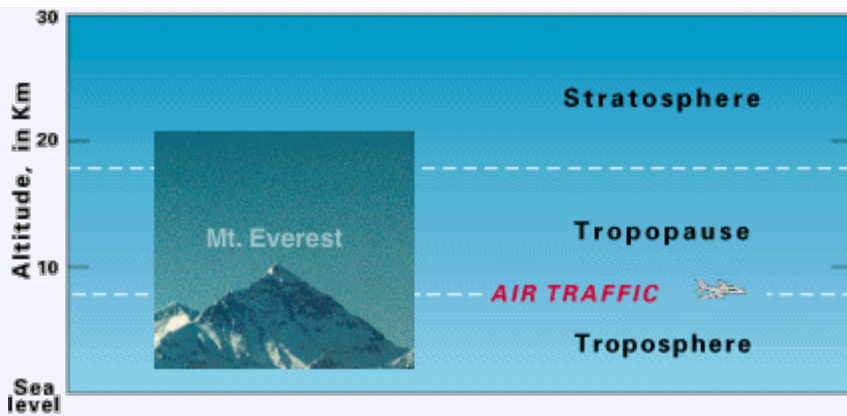 30
Stratosphere
Altitude, in Km
20
Mt. Everest
Tropopause
10
AIR TRAFFIC
Troposphere
Sea
level